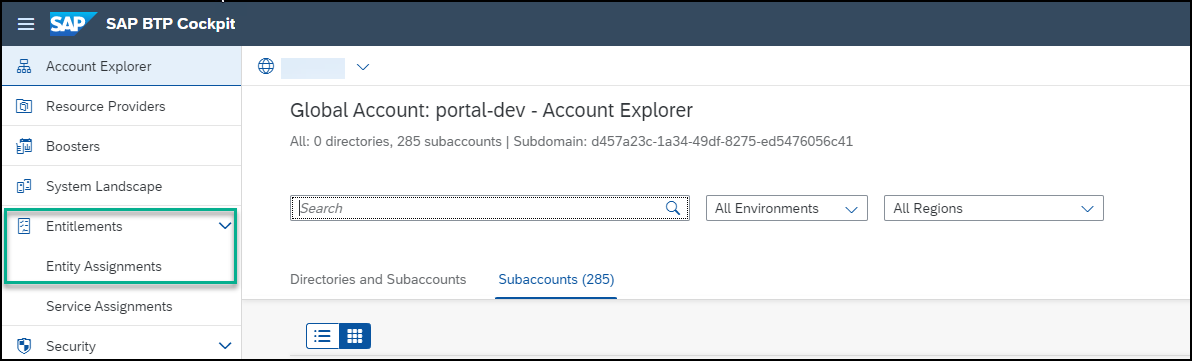 SAP SAP BTP Cockpit
Account Explorer
Resource Providers
Boosters
System Landscape
Entitlements
Entity Assignments
Service Assignments
Security
Global Account: portal-dev - Account Explorer
All: 0 directories, 285 subaccounts | Subdomain: d457a23c-1a34-49df-8275-ed5476056c41
Search
All Environments
All Regions
Directories and Subaccounts
Subaccounts (285)